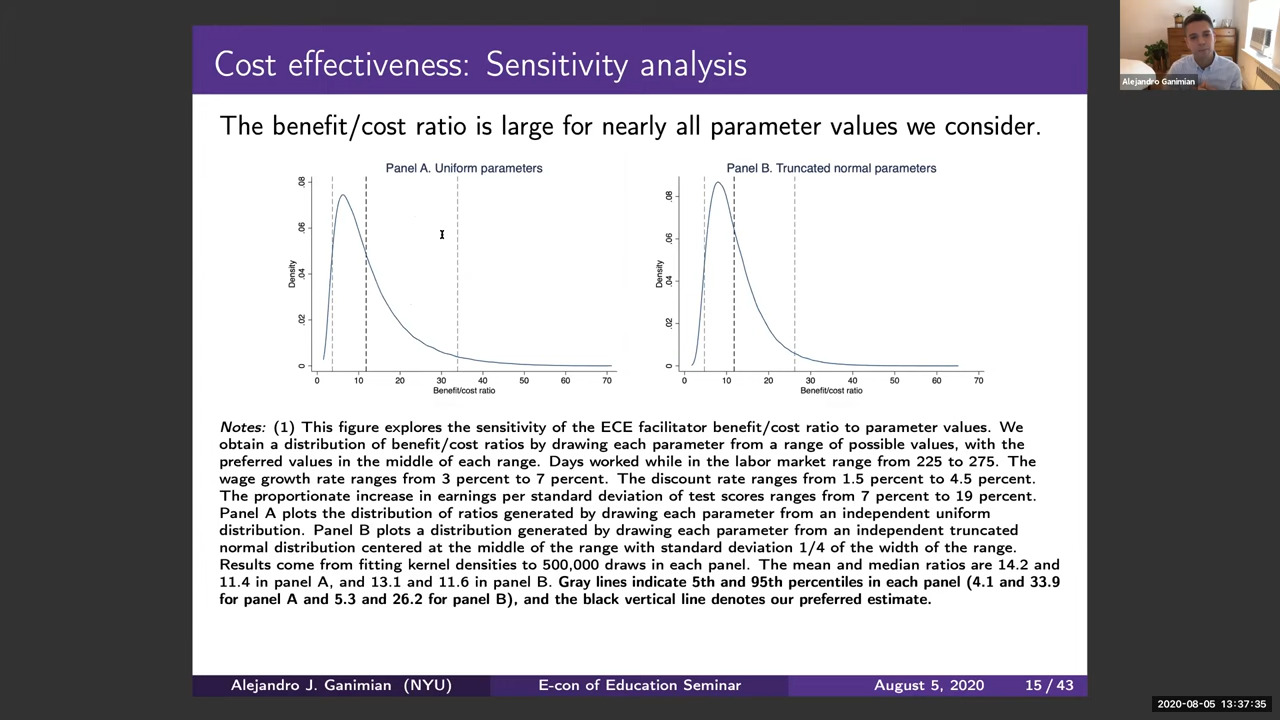 Cost effectiveness: Sensitivity analysis
Alejandro Ganimian
The benefit/cost ratio is large for nearly all parameter values we consider.
Panel A. Uniform parameters
.08
.06
.04
.02
0
Density
0 10 20 30 40 50 60 70
Benefit/cost ratio
Panel B. Truncated normal parameters
.08
.06
.04
.02
0
Density
0 10 20 30 40 50 60 70
Benefit/cost ratio
Notes: (1) This figure explores the sensitivity of the ECE facilitator benefit/cost ratio to parameter values. We
obtain a distribution of benefit/cost ratios by drawing each parameter from a range of possible values, with the
preferred values in the middle of each range. Days worked while in the labor market range from 225 to 275. The
wage growth rate ranges from 3 percent to 7 percent. The discount rate ranges from 1.5 percent to 4.5 percent.
The proportionate increase in earnings per standard deviation of test scores ranges from 7 percent to 19 percent.
Panel A plots the distribution of ratios generated by drawing each parameter from an independent uniform
distribution. Panel B plots a distribution generated by drawing each parameter from an independent truncated
normal distribution centered at the middle of the range with standard deviation 1/4 of the width of the range.
Results come from fitting kernel densities to 500,000 draws in each panel. The mean and median ratios are 14.2 and
11.4 in panel A, and 13.1 and 11.6 in panel B. Gray lines indicate 5th and 95th percentiles in each panel (4.1 and 33.9
for panel A and 5.3 and 26.2 for panel B), and the black vertical line denotes our preferred estimate.
Alejandro J. Ganimian (NYU) E-con of Education Seminar August 5, 2020 15 / 43
2020-08-05 13:37:35